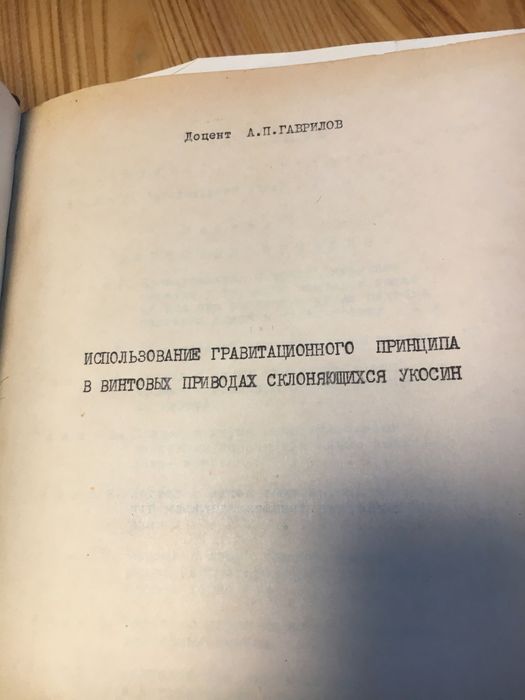 Доцент А.П.ГАВРИЛОВ
ИСПОЛЬЗОВАНИЕ ГРАВИТАЦИОННОГО ПРИНЦИПА
В ВИНТОВЫХ ПРИВОДАХ СКЛОНЯЮЩИХСЯ УКОСИН